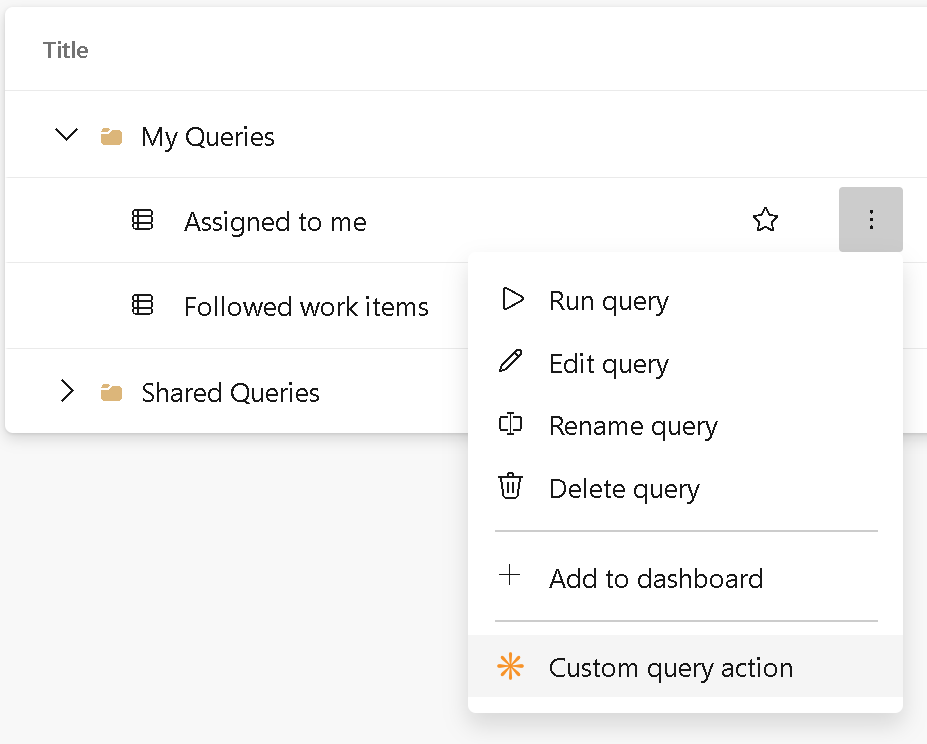 Title
My Queries
Assigned to me
Followed work items
Shared Queries
Run query
Edit query
Rename query
Delete query
Add to dashboard
Custom query action